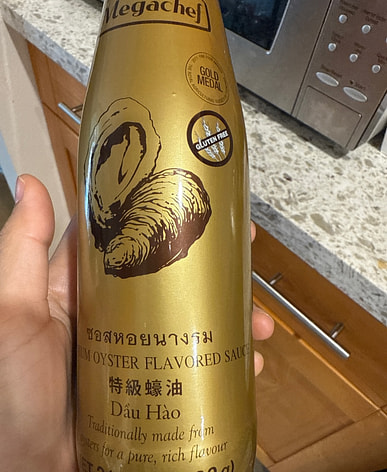 Megachef
GOLD
MEDAL
GLUTEN FREE
ซอสหอยนางรม
OYSTER FLAVORED SAUCE
特級蠔油
Dầu Hào
Traditionally made from
for a pure, rich flavour